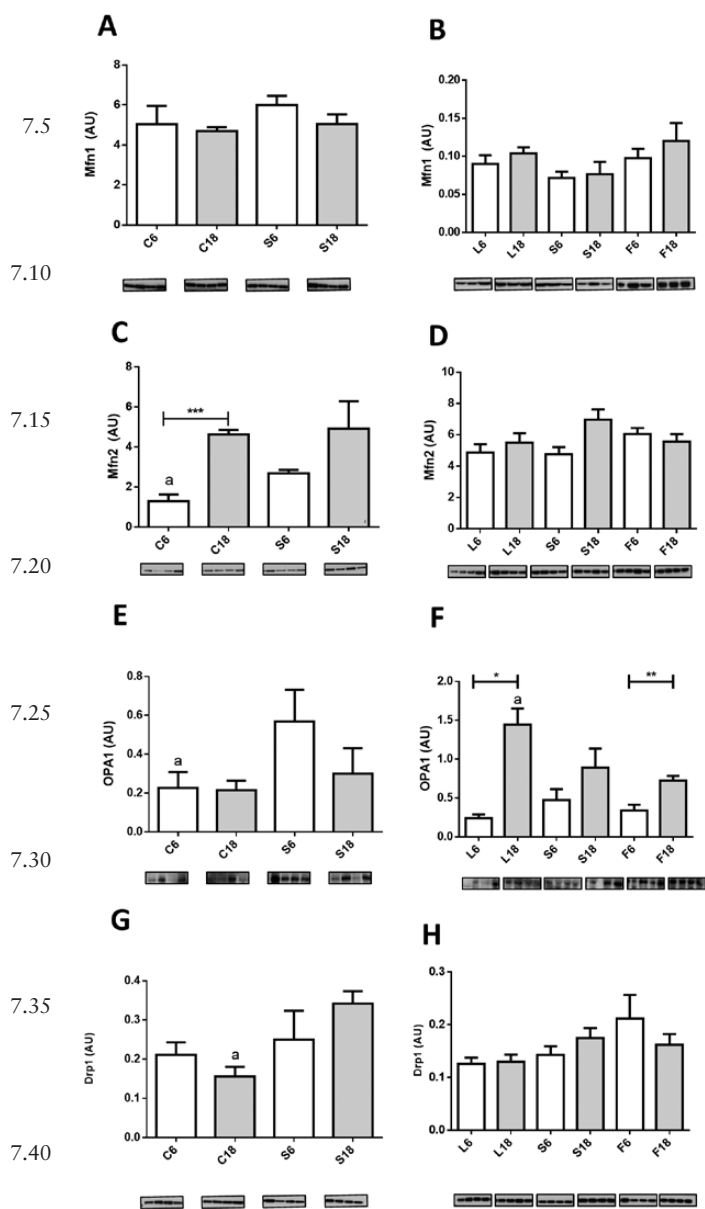 A
Mfn1 (AU)
8
6
4
2
0
C6
C18
S6
S18
B
Mfn1 (AU)
0.20
0.15
0.10
0.05
0.00
L6
L18
S6
S18
F6
F18
7.5
7.10
C
Mfn2 (AU)
8
6
4
2
0
***
a
C6
C18
S6
S18
D
Mfn2 (AU)
10
8
6
4
2
0
L6
L18
S6
S18
F6
F18
7.15
7.20
E
OPA1 (AU)
0.8
0.6
0.4
0.2
0.0
a
C6
C18
S6
S18
F
OPA1 (AU)
2.0
1.5
1.0
0.5
0.0
*
a
**
L6
L18
S6
S18
F6
F18
7.25
7.30
G
Drp1 (AU)
0.4
0.3
0.2
0.1
0.0
a
C6
C18
S6
S18
H
Drp1 (AU)
0.3
0.2
0.1
0.0
L6
L18
S6
S18
F6
F18
7.35
7.40